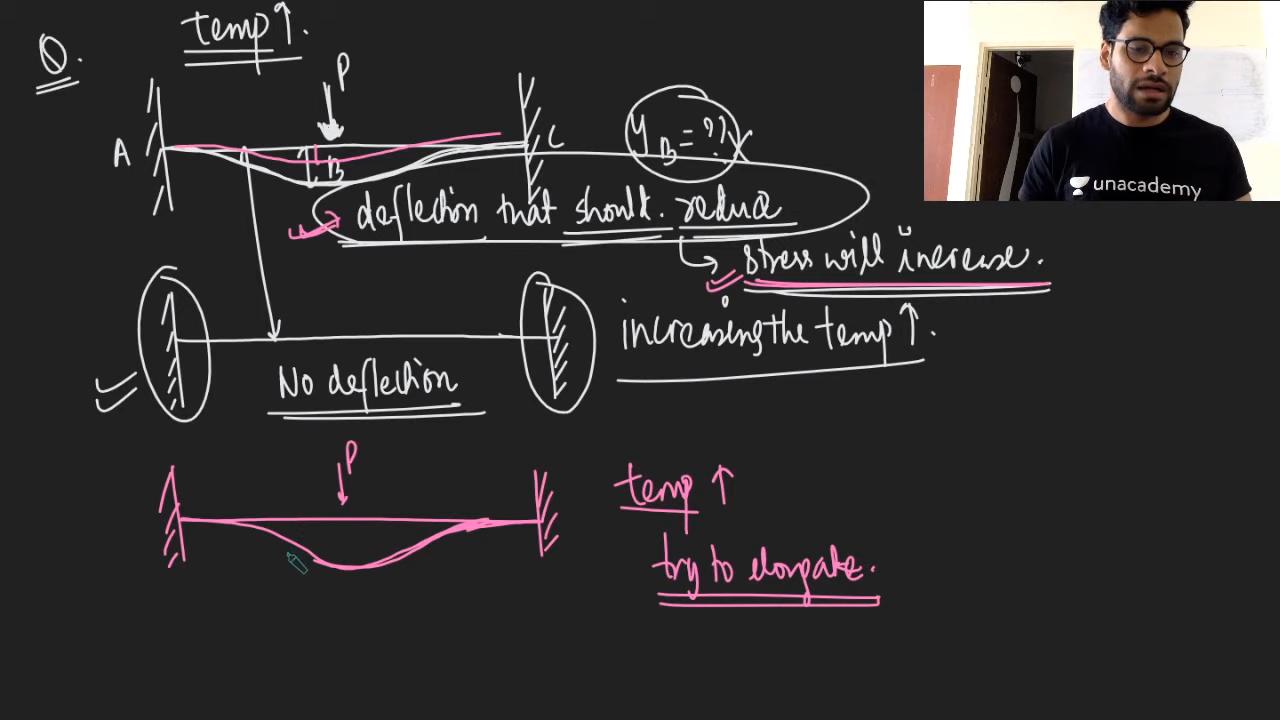 Q.
temp↑.
P
A
B
C
y_B = ??
deflection that should. reduce
→ stress will increase.
increasing the temp ↑.
No deflection
P
temp ↑
try to elongate.
unacademy